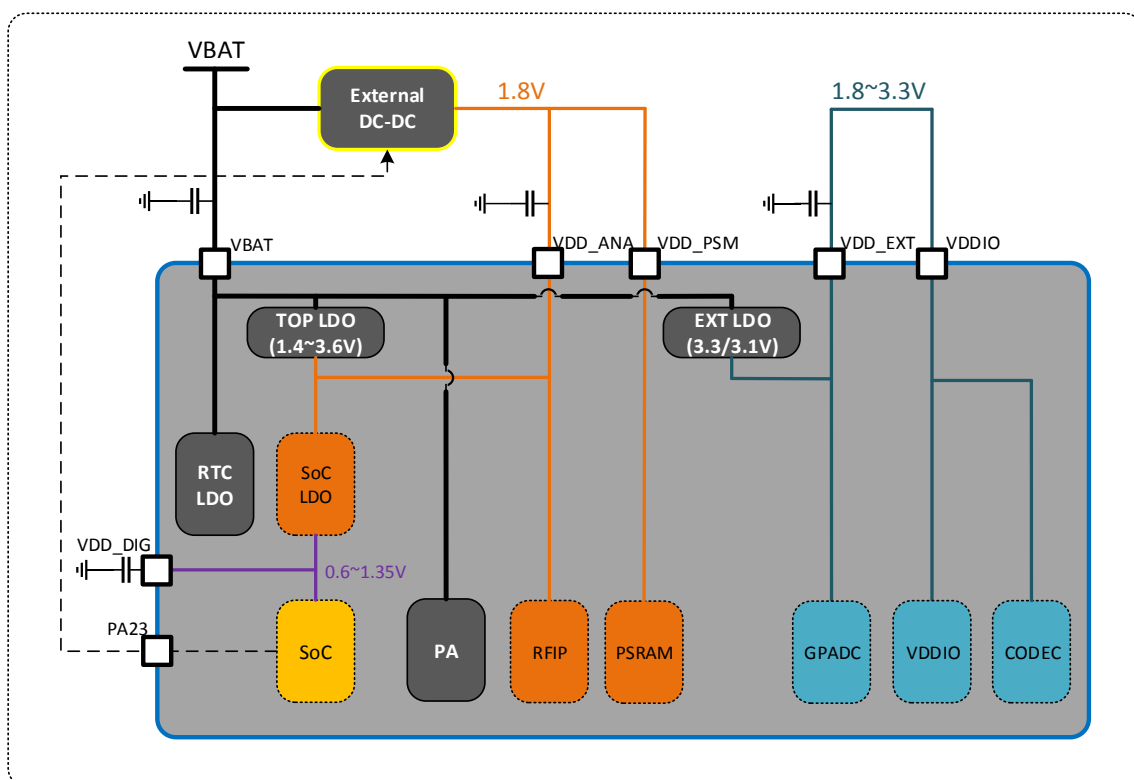 VBAT
External
DC-DC
1.8V
1.8~3.3V
VBAT
VDD_ANA
VDD_PSM
VDD_EXT
VDDIO
TOP LDO
(1.4~3.6V)
EXT LDO
(3.3/3.1V)
RTC
LDO
SoC
LDO
VDD_DIG
0.6~1.35V
PA23
SoC
PA
RFIP
PSRAM
GPADC
VDDIO
CODEC